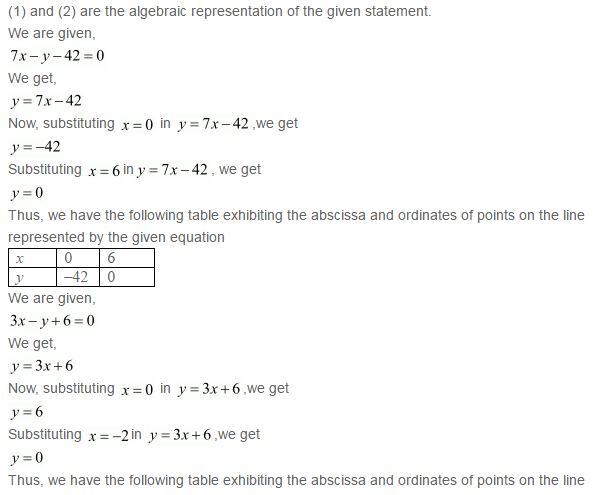 (1) and (2) are the algebraic representation of the given statement.
We are given,
7x – y – 42 = 0
We get,
y = 7x – 42
Now, substituting x = 0 in y = 7x – 42 ,we get
y = –42
Substituting x = 6 in y = 7x – 42 , we get
y = 0
Thus, we have the following table exhibiting the abscissa and ordinates of points on the line
represented by the given equation
x 0 6
y –42 0
We are given,
3x – y + 6 = 0
We get,
y = 3x + 6
Now, substituting x = 0 in y = 3x + 6 ,we get
y = 6
Substituting x = –2 in y = 3x + 6 ,we get
y = 0
Thus, we have the following table exhibiting the abscissa and ordinates of points on the line